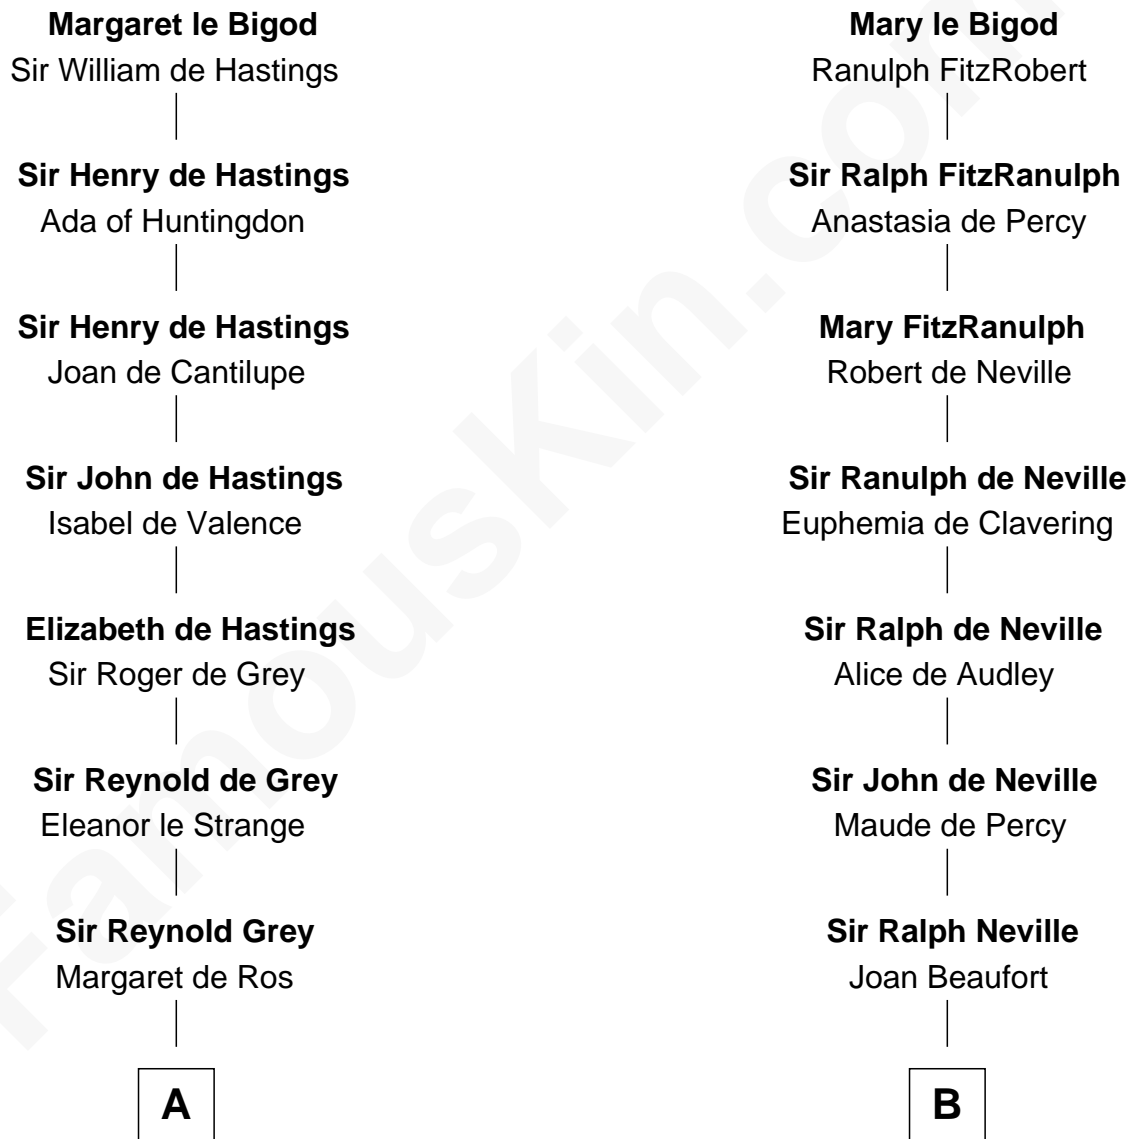 Margaret le Bigod
Sir William de Hastings
Sir Henry de Hastings
Ada of Huntingdon
Sir Henry de Hastings
Joan de Cantilupe
Sir John de Hastings
Isabel de Valence
Elizabeth de Hastings
Sir Roger de Grey
Sir Reynold de Grey
Eleanor le Strange
Sir Reynold Grey
Margaret de Ros
A
Mary le Bigod
Ranulph FitzRobert
Sir Ralph FitzRanulph
Anastasia de Percy
Mary FitzRanulph
Robert de Neville
Sir Ranulph de Neville
Euphemia de Clavering
Sir Ralph de Neville
Alice de Audley
Sir John de Neville
Maude de Percy
Sir Ralph Neville
Joan Beaufort
B
FamousKin.com